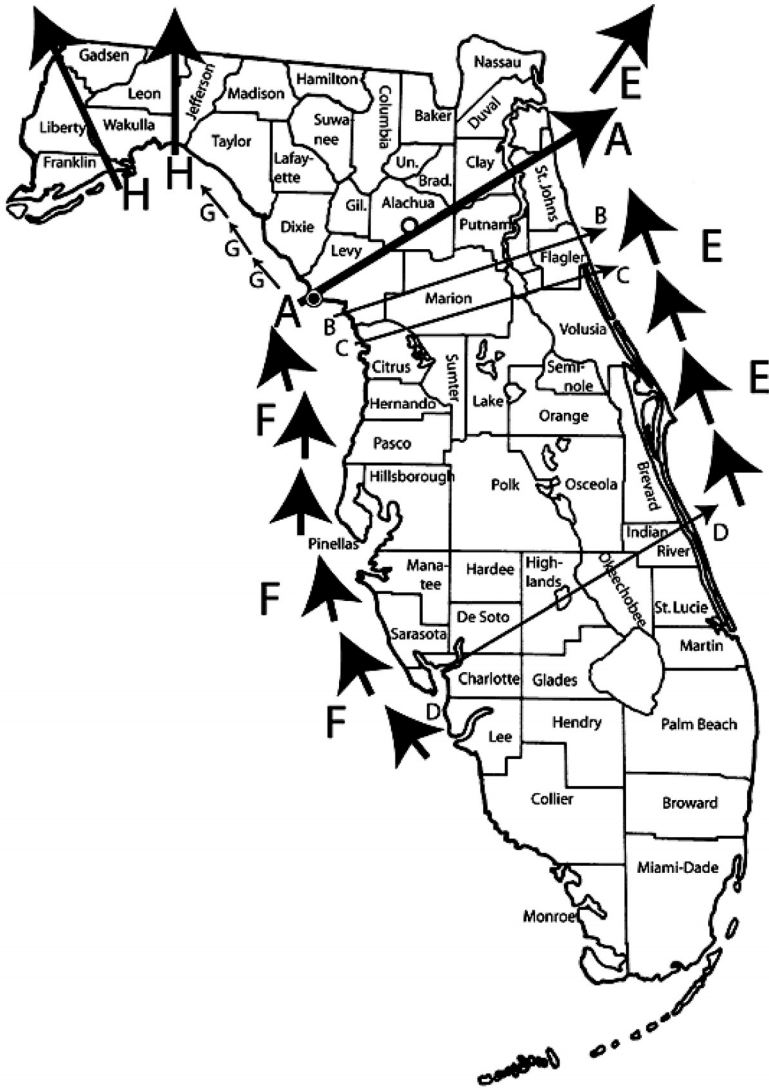 Gadsen
Nassau
Leon
Jefferson
Madison
Hamilton
Columbia
Baker
Duval
E
Liberty
Wakulla
Taylor
Suwa-
nee
Clay
A
Franklin
Lafay-
ette
Un.
Brad.
St. Johns
H
H
G
G
G
Dixie
Gil.
Alachua
Putnam
B
E
Levy
Flagler
C
A
B
C
Marion
Volusia
Citrus
Sumter
Lake
Semi-
nole
E
Hernando
Orange
F
Pasco
Hillsborough
Polk
Osceola
Brevard
Pinellas
Indian
River
D
Mana-
tee
Hardee
High-
lands
Okeechobee
F
De Soto
St. Lucie
Sarasota
Martin
Charlotte
Glades
D
F
Lee
Hendry
Palm Beach
Collier
Broward
Miami-Dade
Monroe